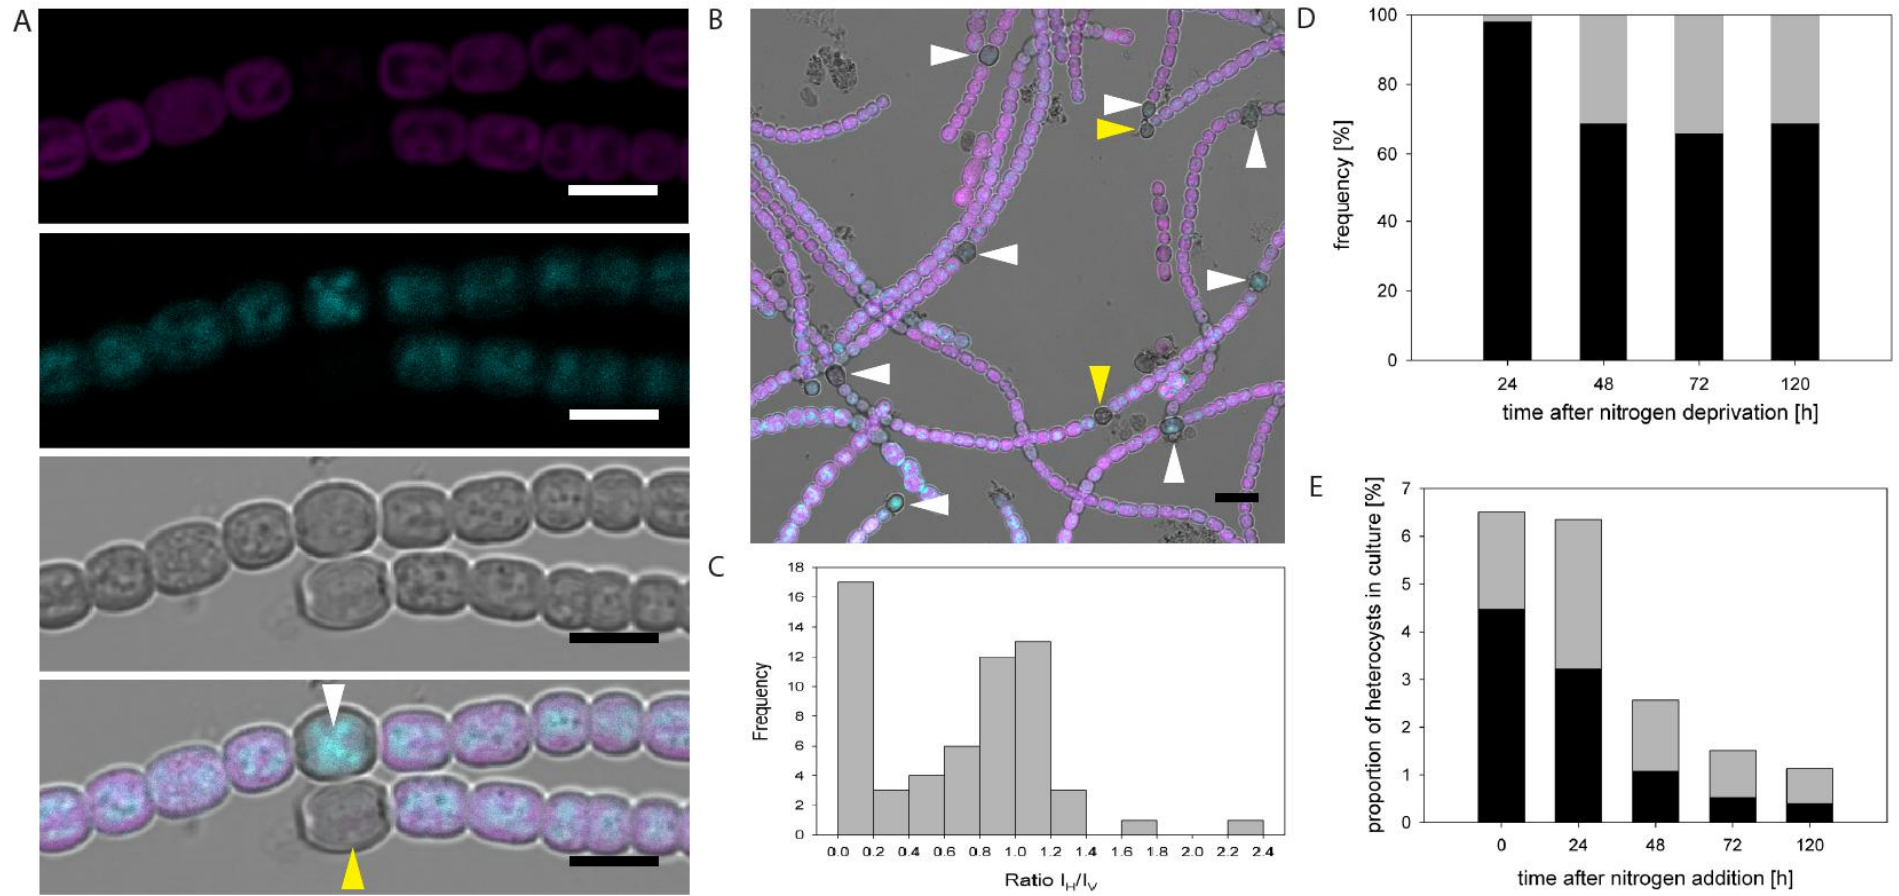 A
B
C
18
16
14
12
10
8
6
4
2
0
Frequency
0.0 0.2 0.4 0.6 0.8 1.0 1.2 1.4 1.6 1.8 2.0 2.2 2.4
Ratio I_H/I_V
D
100
80
60
40
20
0
frequency [%]
24 48 72 120
time after nitrogen deprivation [h]
E
7
6
5
4
3
2
1
0
proportion of heterocysts in culture [%]
0 24 48 72 120
time after nitrogen addition [h]